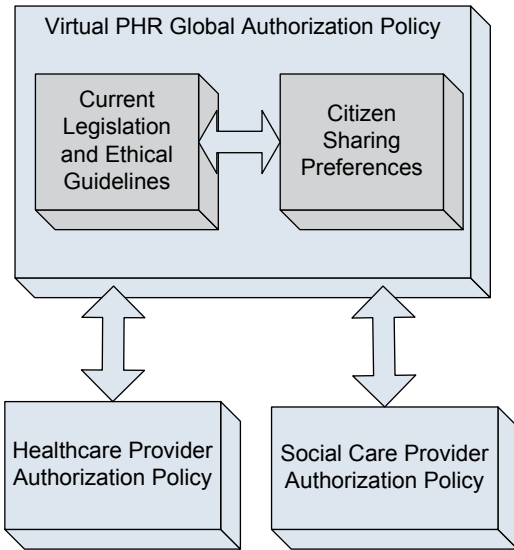 Virtual PHR Global Authorization Policy
Current
Legislation
and Ethical
Guidelines
Citizen
Sharing
Preferences
Healthcare Provider
Authorization Policy
Social Care Provider
Authorization Policy